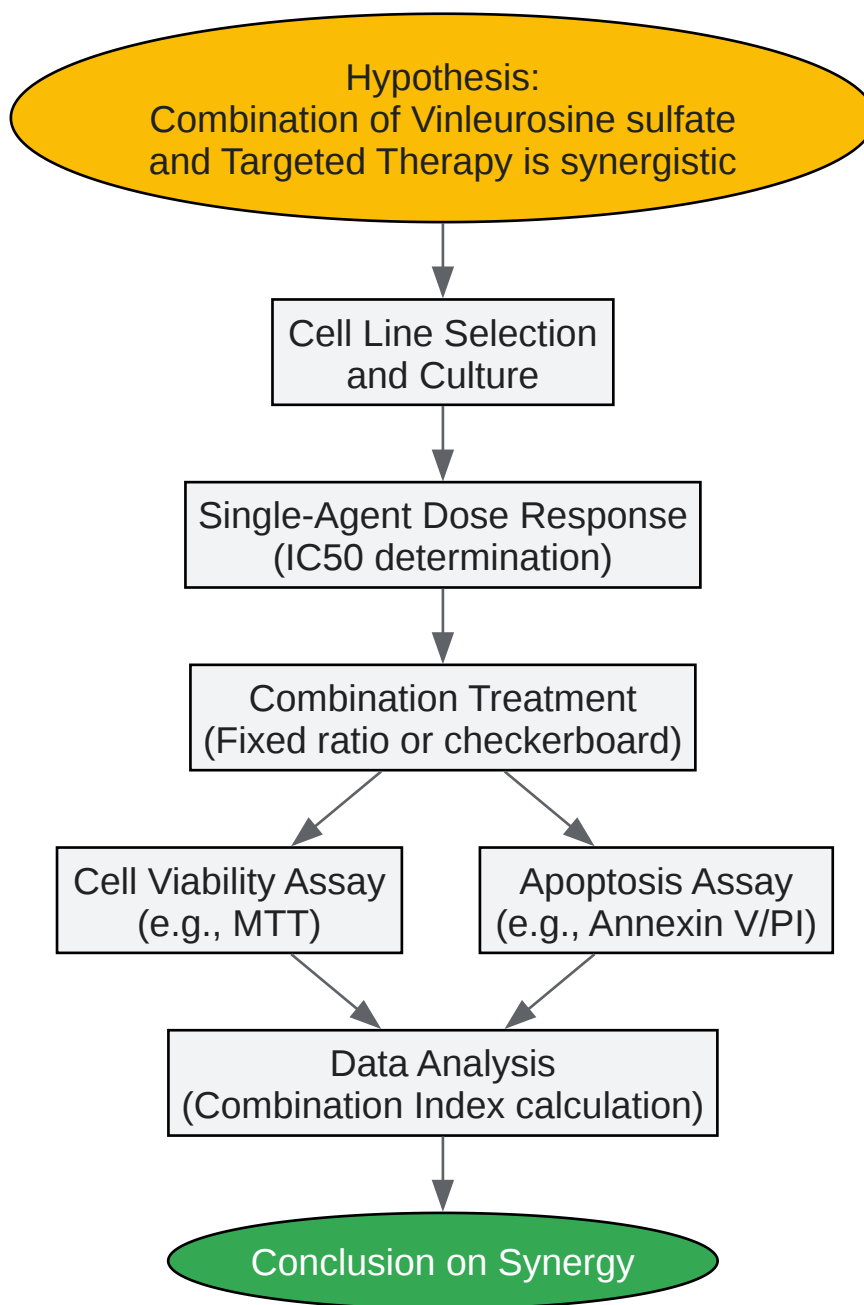 Hypothesis:
Combination of Vinleurosine sulfate
and Targeted Therapy is synergistic
Cell Line Selection
and Culture
Single-Agent Dose Response
(IC50 determination)
Combination Treatment
(Fixed ratio or checkerboard)
Cell Viability Assay
(e.g., MTT)
Apoptosis Assay
(e.g., Annexin V/PI)
Data Analysis
(Combination Index calculation)
Conclusion on Synergy